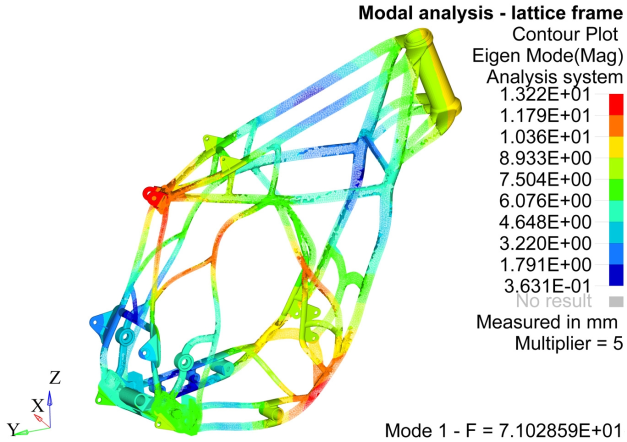 Modal analysis - lattice frame
Contour Plot
Eigen Mode(Mag)
Analysis system
1.322E+01
1.179E+01
1.036E+01
8.933E+00
7.504E+00
6.076E+00
4.648E+00
3.220E+00
1.791E+00
3.631E-01
No result
Measured in mm
Multiplier = 5
Z
X
Y
Mode 1 - F = 7.102859E+01